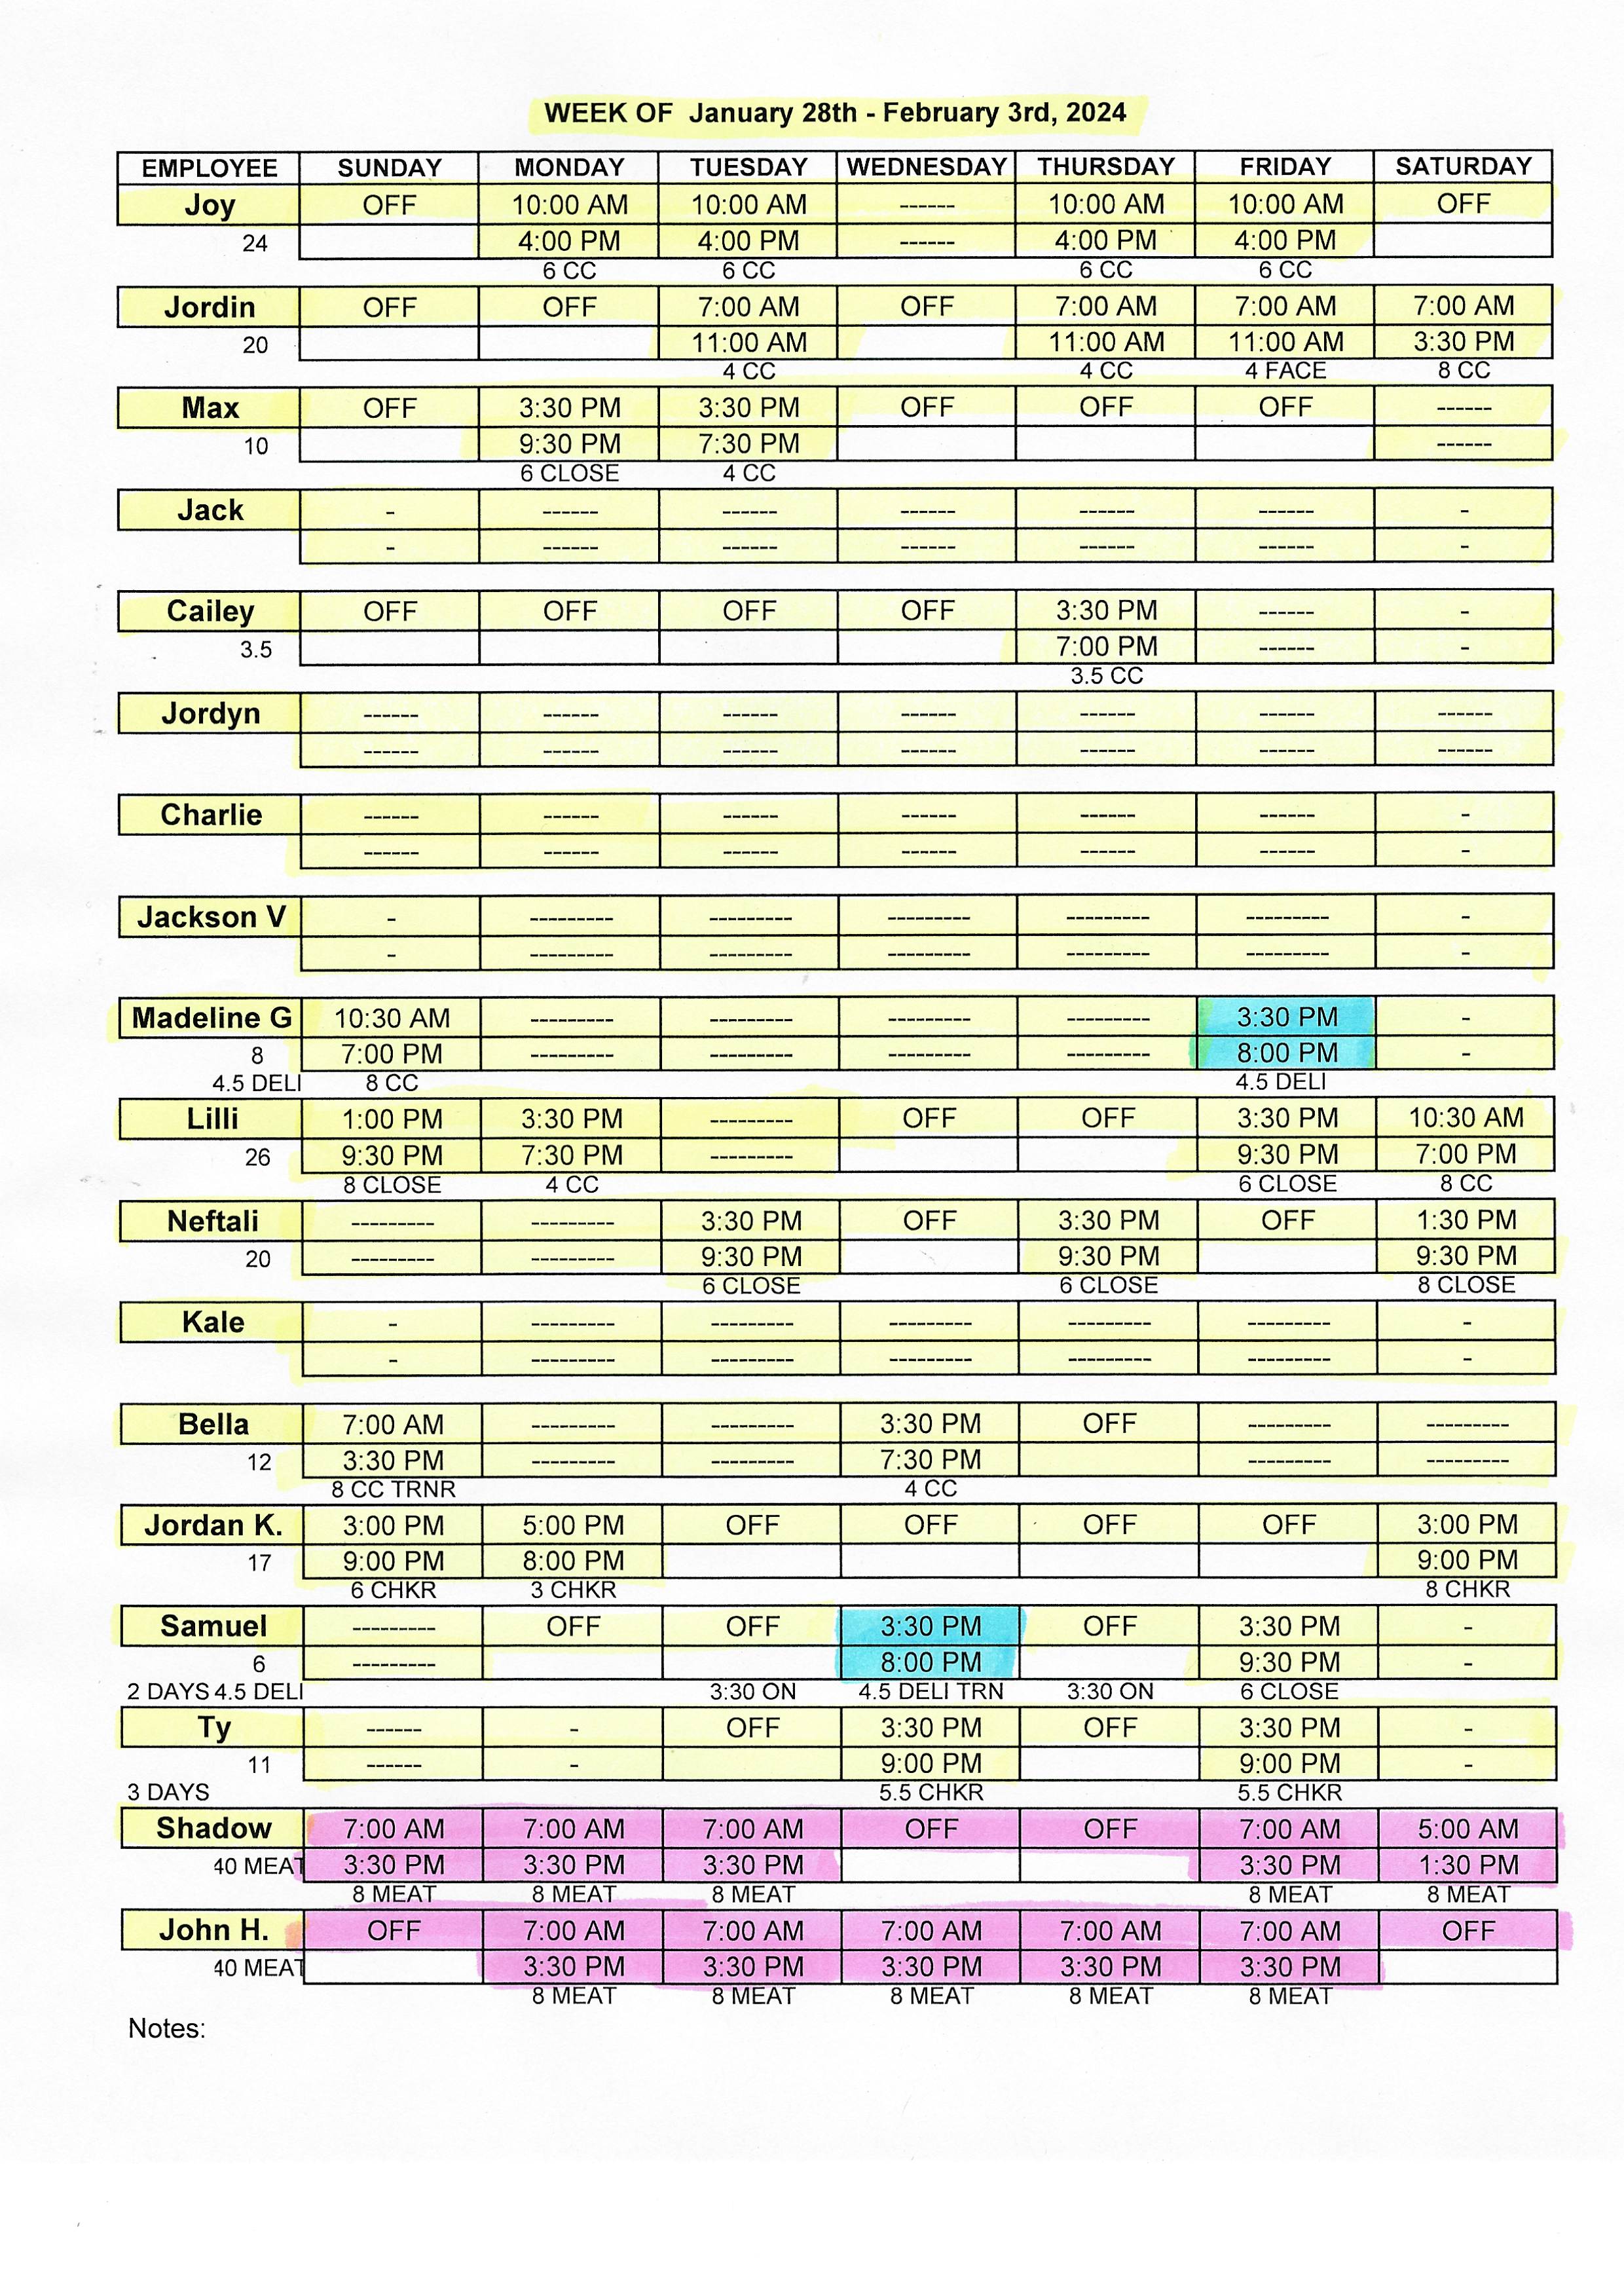 WEEK OF January 28th - February 3rd, 2024
EMPLOYEE SUNDAY MONDAY TUESDAY WEDNESDAY THURSDAY FRIDAY SATURDAY
Joy OFF 10:00 AM 10:00 AM ------ 10:00 AM 10:00 AM OFF
24 4:00 PM 4:00 PM ------ 4:00 PM 4:00 PM
6 CC 6 CC 6 CC 6 CC
Jordin OFF OFF 7:00 AM OFF 7:00 AM 7:00 AM 7:00 AM
20 11:00 AM 11:00 AM 11:00 AM 3:30 PM
4 CC 4 CC 4 FACE 8 CC
Max OFF 3:30 PM 3:30 PM OFF OFF OFF ------
10 9:30 PM 7:30 PM ------
6 CLOSE 4 CC
Jack - ------ ------ ------ ------ ------ -
- ------ ------ ------ ------ ------ -
Cailey OFF OFF OFF OFF 3:30 PM ------ -
3.5 7:00 PM ------ -
3.5 CC
Jordyn ------ ------ ------ ------ ------ ------ ------
------ ------ ------ ------ ------ ------ ------
Charlie ------ ------ ------ ------ ------ ------ -
------ ------ ------ ------ ------ ------ -
Jackson V - --------- --------- --------- --------- --------- -
- --------- --------- --------- --------- --------- -
Madeline G 10:30 AM --------- --------- --------- --------- 3:30 PM -
8 7:00 PM --------- --------- --------- --------- 8:00 PM -
4.5 DELI 8 CC 4.5 DELI
Lilli 1:00 PM 3:30 PM --------- OFF OFF 3:30 PM 10:30 AM
26 9:30 PM 7:30 PM --------- 9:30 PM 7:00 PM
8 CLOSE 4 CC 6 CLOSE 8 CC
Neftali --------- --------- 3:30 PM OFF 3:30 PM OFF 1:30 PM
20 --------- --------- 9:30 PM 9:30 PM 9:30 PM
6 CLOSE 6 CLOSE 8 CLOSE
Kale - --------- --------- --------- --------- --------- -
- --------- --------- --------- --------- --------- -
Bella 7:00 AM --------- --------- 3:30 PM OFF --------- ---------
12 3:30 PM --------- --------- 7:30 PM --------- ---------
8 CC TRNR 4 CC
Jordan K. 3:00 PM 5:00 PM OFF OFF OFF OFF 3:00 PM
17 9:00 PM 8:00 PM 9:00 PM
6 CHKR 3 CHKR 8 CHKR
Samuel --------- OFF OFF 3:30 PM OFF 3:30 PM -
6 --------- 8:00 PM 9:30 PM -
2 DAYS 4.5 DELI 3:30 ON 4.5 DELI TRN 3:30 ON 6 CLOSE
Ty ------ - OFF 3:30 PM OFF 3:30 PM -
11 ------ - 9:00 PM 9:00 PM -
3 DAYS 5.5 CHKR 5.5 CHKR
Shadow 7:00 AM 7:00 AM 7:00 AM OFF OFF 7:00 AM 5:00 AM
40 MEAT 3:30 PM 3:30 PM 3:30 PM 3:30 PM 1:30 PM
8 MEAT 8 MEAT 8 MEAT 8 MEAT 8 MEAT
John H. OFF 7:00 AM 7:00 AM 7:00 AM 7:00 AM 7:00 AM OFF
40 MEAT 3:30 PM 3:30 PM 3:30 PM 3:30 PM 3:30 PM
8 MEAT 8 MEAT 8 MEAT 8 MEAT 8 MEAT
Notes: